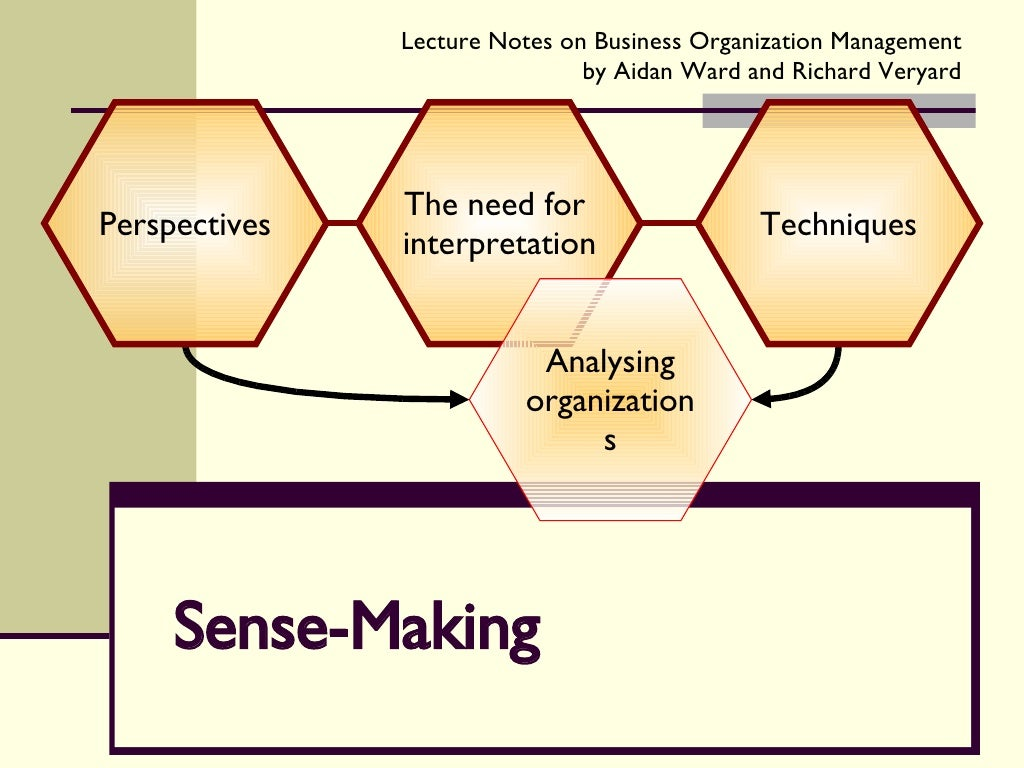 Lecture Notes on Business Organization Management
by Aidan Ward and Richard Veryard
Perspectives
The need for
interpretation
Techniques
Analysing
organization
s
Sense-Making